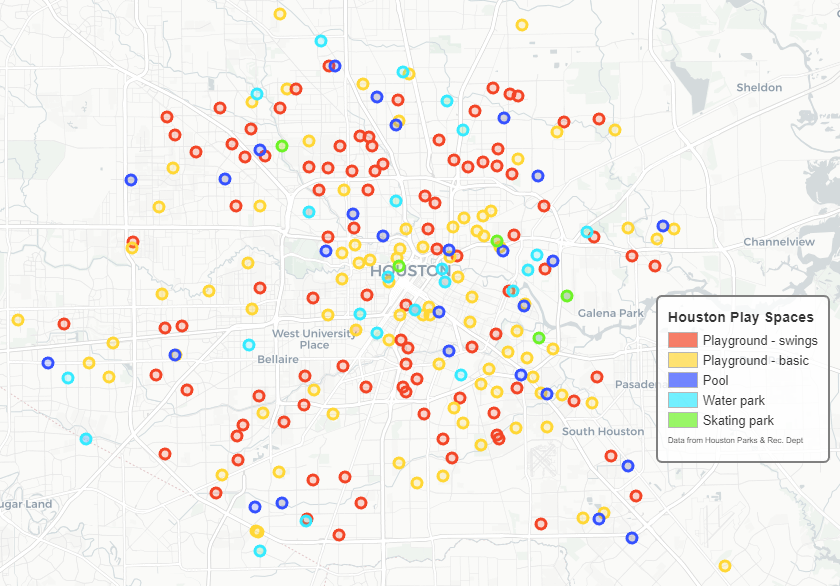 Sheldon
Channelview
HOUSTON
Galena Park
West University
Place
Bellaire
Pasade
South Houston
ugar Land
Houston Play Spaces
Playground - swings
Playground - basic
Pool
Water park
Skating park
Data from Houston Parks & Rec. Dept